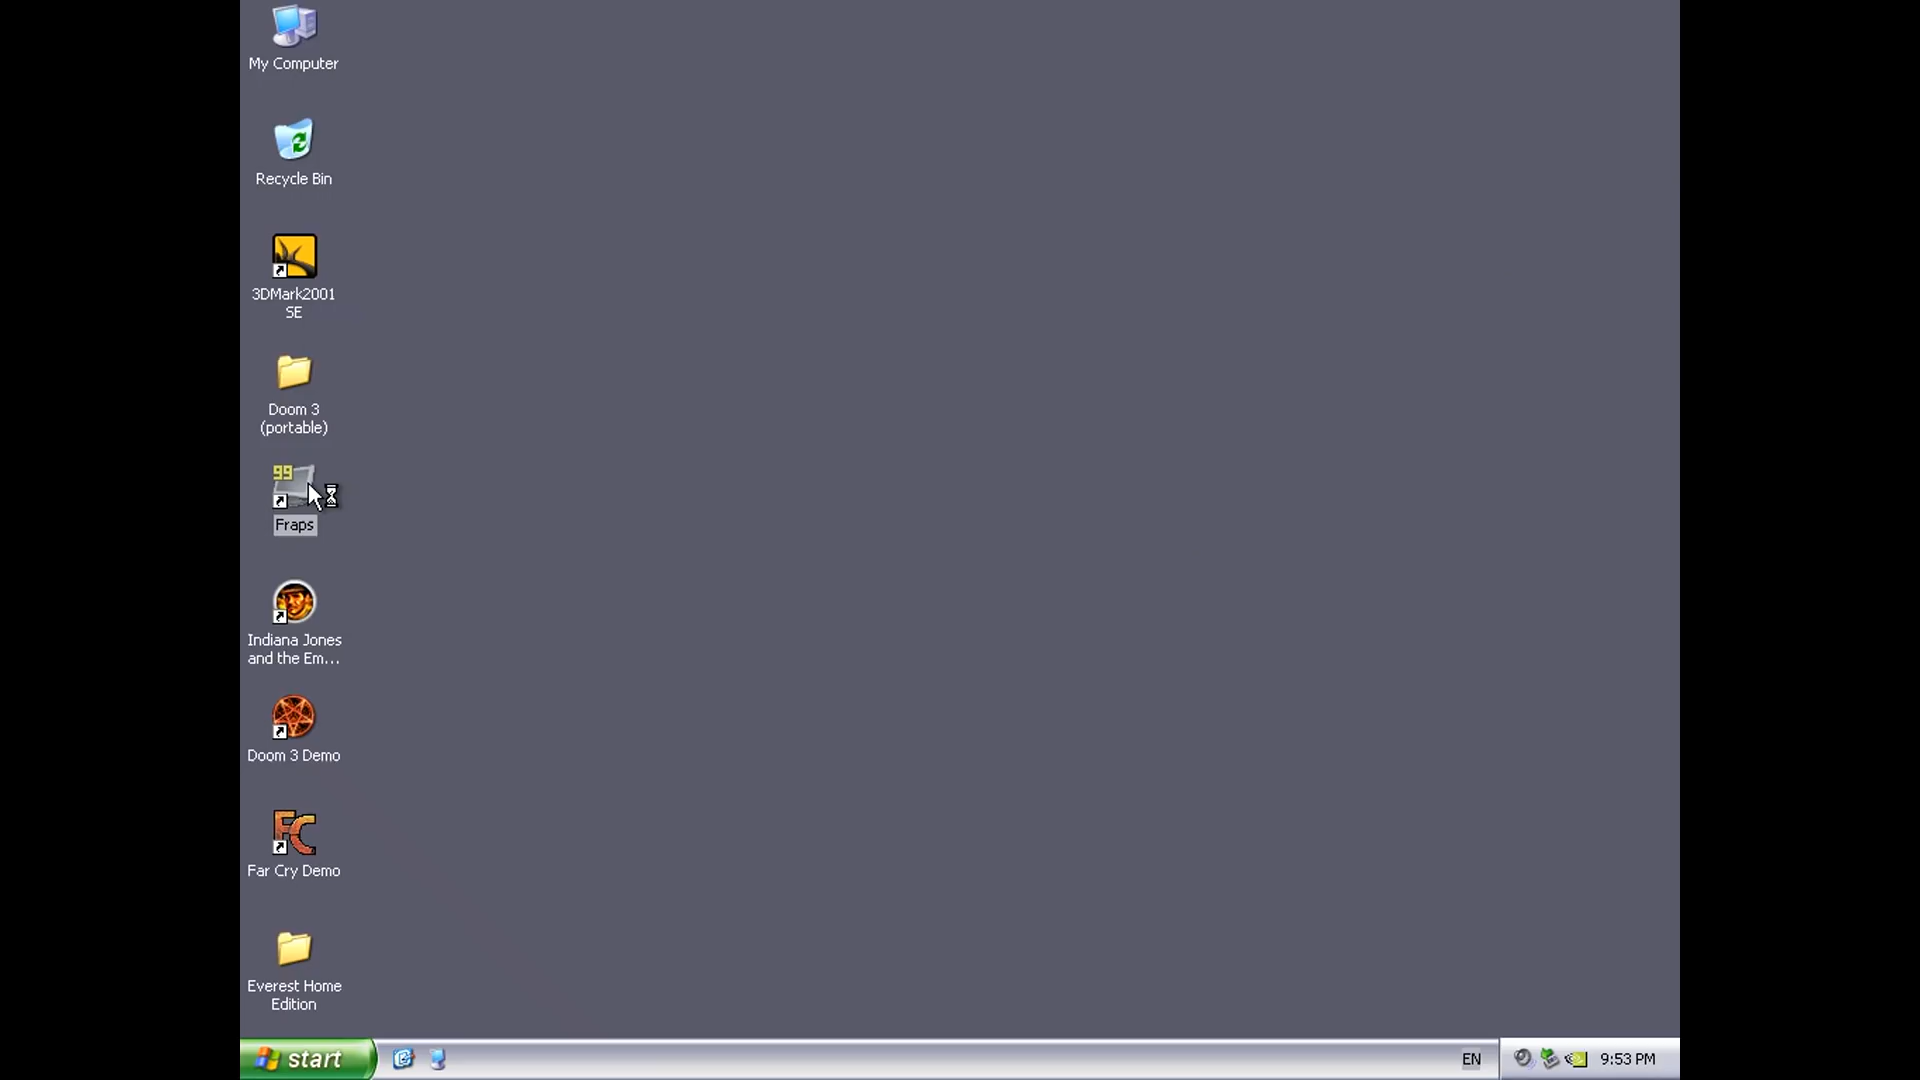 My Computer
Recycle Bin
3DMark2001
SE
Doom 3
(portable)
99
Fraps
Indiana Jones
and the Em...
Doom 3 Demo
FC
Far Cry Demo
Everest Home
Edition
start
EN
9:53 PM